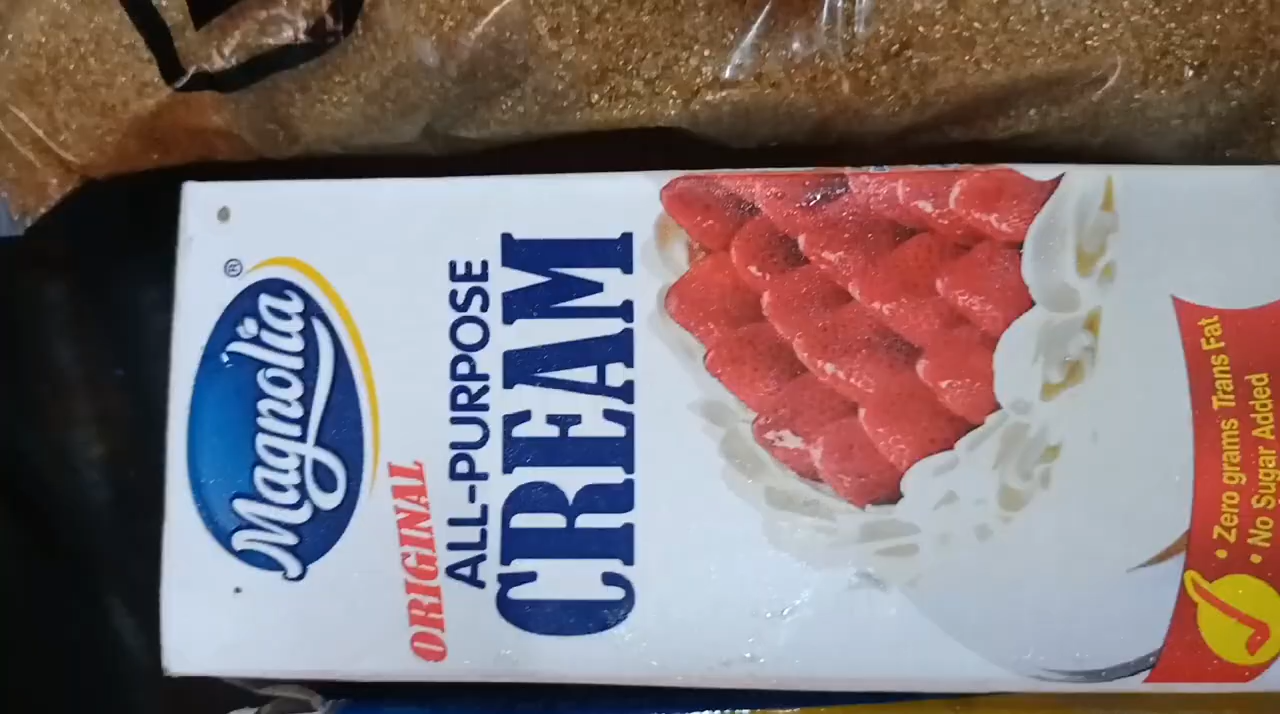 Magnolia®
ORIGINAL
ALL-PURPOSE
CREAM
• Zero grams Trans Fat
• No Sugar Added